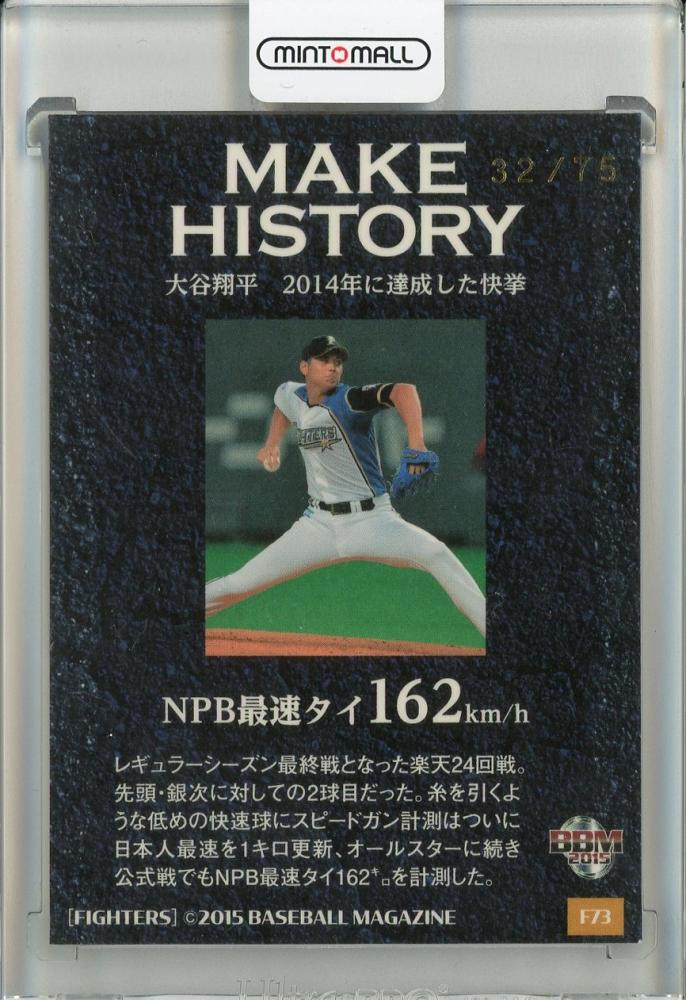 MINTOMALL
MAKE
32/75
HISTORY
大谷翔平　2014年に達成した快挙
FIGHTERS
NPB最速タイ162km/h
レギュラーシーズン最終戦となった楽天24回戦。
先頭・銀次に対しての2球目だった。糸を引くよ
うな低めの快速球にスピードガン計測はついに
日本人最速を1キロ更新、オールスターに続き
公式戦でもNPB最速タイ162㌔を計測した。
BBM
2015
[FIGHTERS] ©2015 BASEBALL MAGAZINE
F73